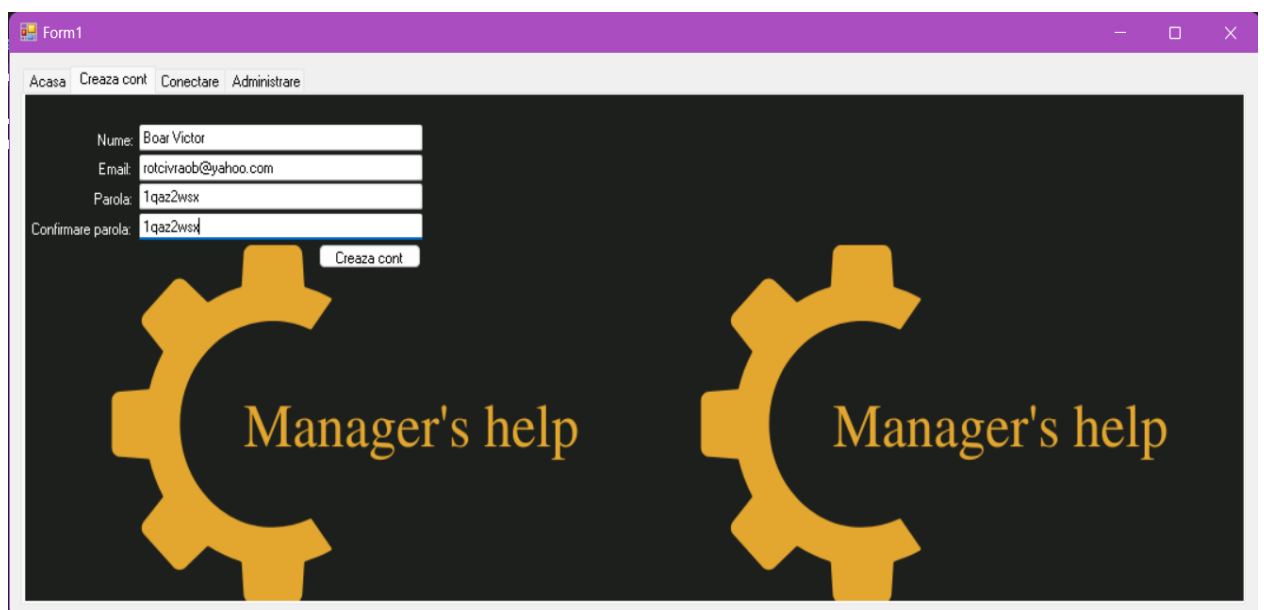 Form1
Acasa Creaza cont Conectare Administrare
Nume: Boar Victor
Email: rotcivraob@yahoo.com
Parola: 1qaz2wsx
Confirmare parola: 1qaz2wsx
Creaza cont
Manager's help Manager's help